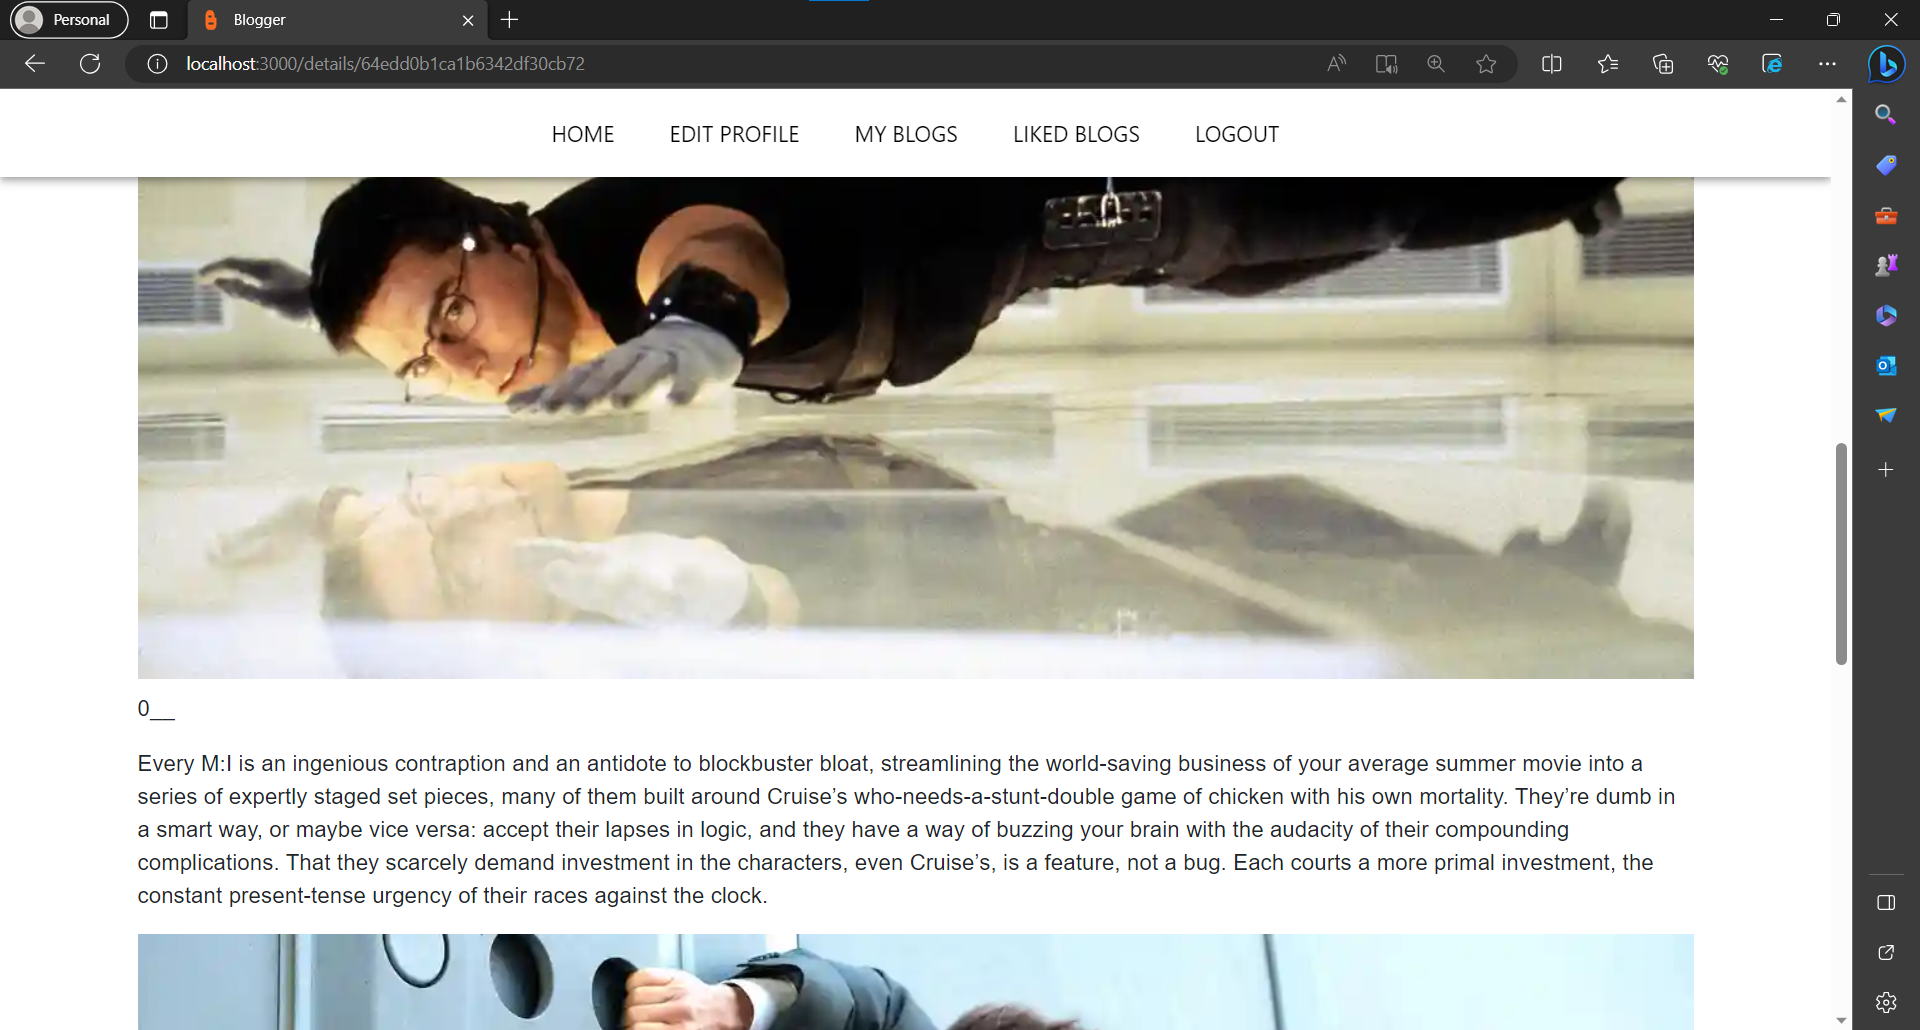 Personal
Blogger
localhost:3000/details/64edd0b1ca1b6342df30cb72
HOME
EDIT PROFILE
MY BLOGS
LIKED BLOGS
LOGOUT
0__
Every M:I is an ingenious contraption and an antidote to blockbuster bloat, streamlining the world-saving business of your average summer movie into a
series of expertly staged set pieces, many of them built around Cruise’s who-needs-a-stunt-double game of chicken with his own mortality. They’re dumb in
a smart way, or maybe vice versa: accept their lapses in logic, and they have a way of buzzing your brain with the audacity of their compounding
complications. That they scarcely demand investment in the characters, even Cruise’s, is a feature, not a bug. Each courts a more primal investment, the
constant present-tense urgency of their races against the clock.